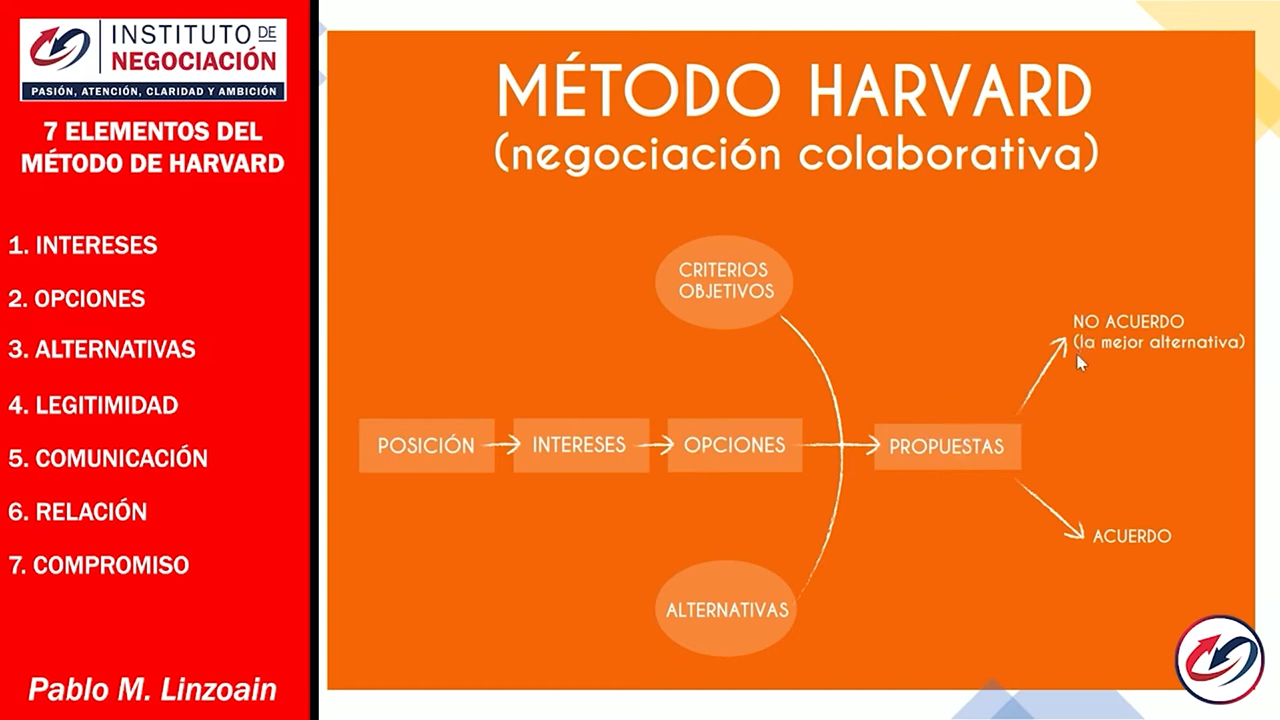 INSTITUTO DE
NEGOCIACIÓN
PASIÓN, ATENCIÓN, CLARIDAD Y AMBICIÓN
7 ELEMENTOS DEL
MÉTODO DE HARVARD
1. INTERESES
2. OPCIONES
3. ALTERNATIVAS
4. LEGITIMIDAD
5. COMUNICACIÓN
6. RELACIÓN
7. COMPROMISO
Pablo M. Linzoain
MÉTODO HARVARD
(negociación colaborativa)
CRITERIOS
OBJETIVOS
NO ACUERDO
(la mejor alternativa)
POSICIÓN
INTERESES
OPCIONES
PROPUESTAS
ACUERDO
ALTERNATIVAS